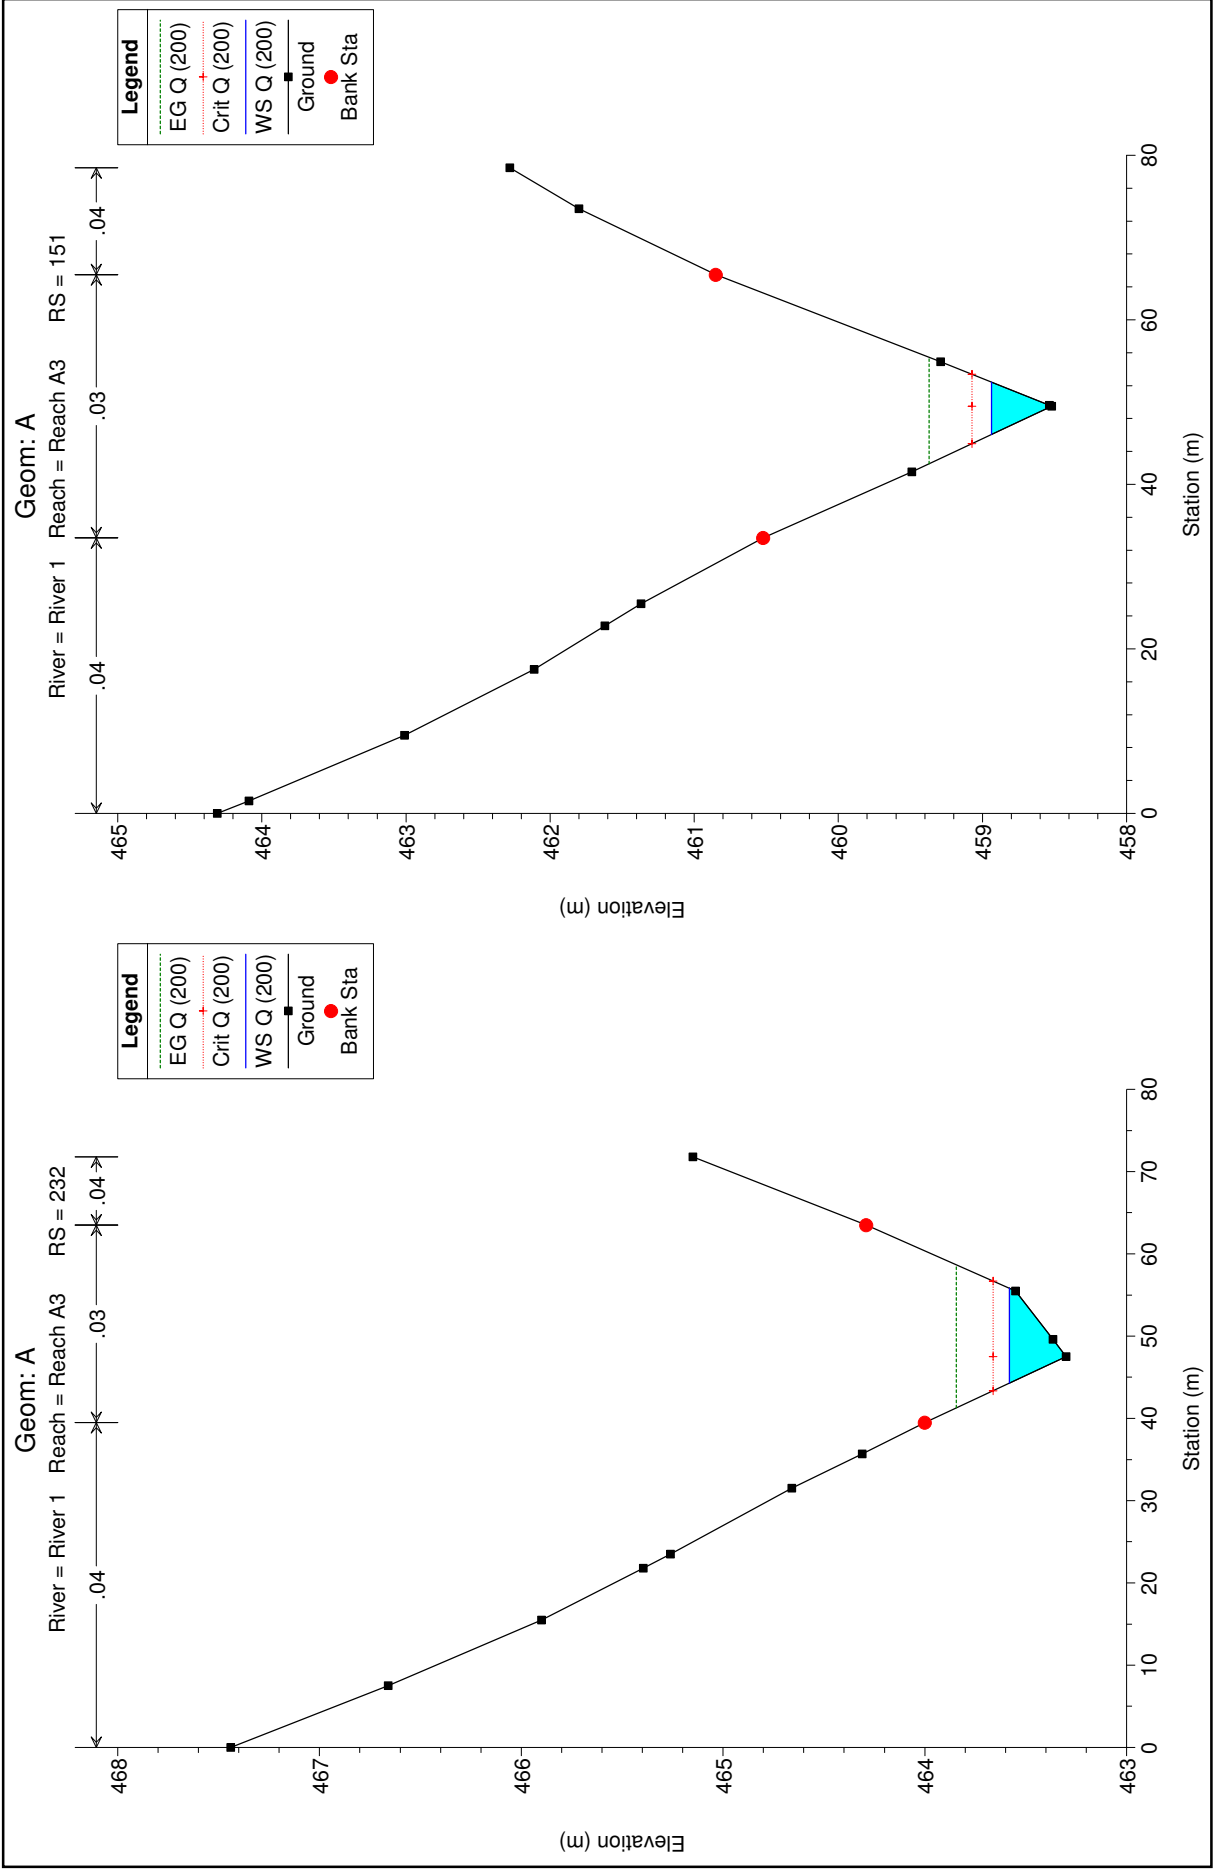 Geom: A
River = River 1 Reach = Reach A3 RS = 232
.04
.03
.04
Legend
EG Q (200)
Crit Q (200)
WS Q (200)
Ground
Bank Sta
468
467
466
465
464
463
Elevation (m)
0
10
20
30
40
50
60
70
80
Station (m)
Geom: A
River = River 1 Reach = Reach A3 RS = 151
.04
.03
.04
Legend
EG Q (200)
Crit Q (200)
WS Q (200)
Ground
Bank Sta
465
464
463
462
461
460
459
458
Elevation (m)
0
20
40
60
80
Station (m)